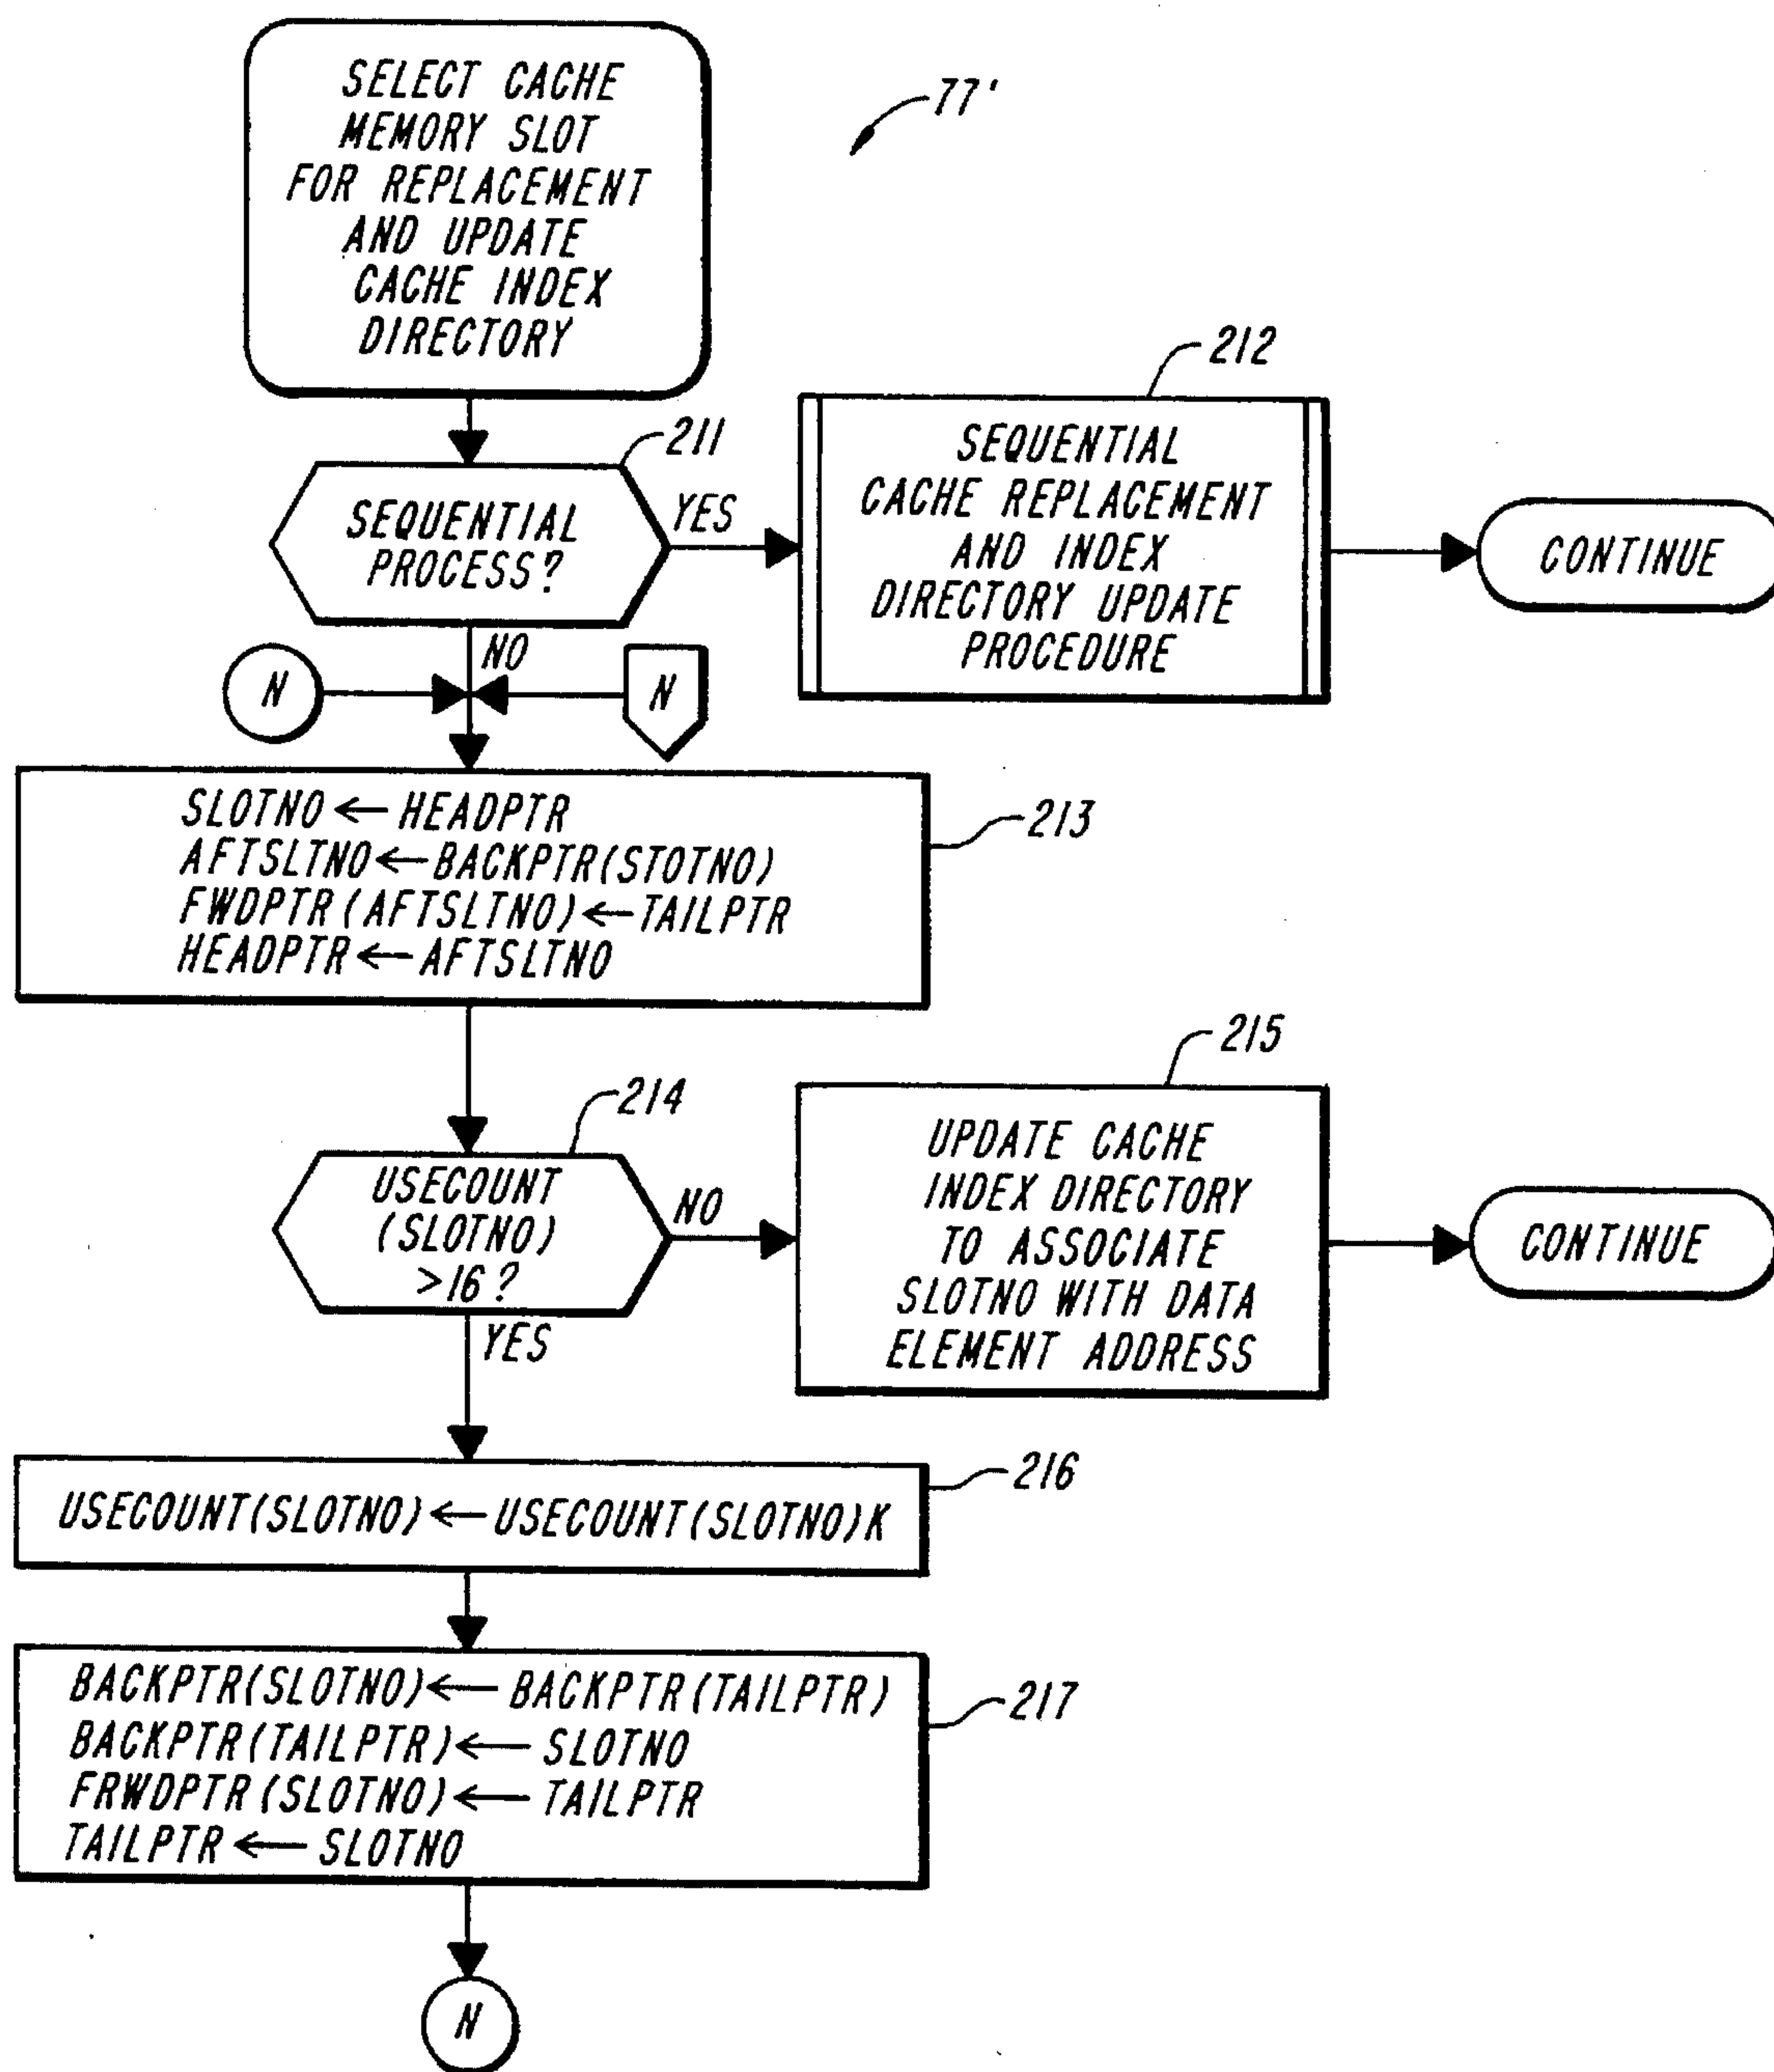 SELECT CACHE
MEMORY SLOT
FOR REPLACEMENT
AND UPDATE
CACHE INDEX
DIRECTORY
77'
211
SEQUENTIAL
PROCESS?
YES
NO
212
SEQUENTIAL
CACHE REPLACEMENT
AND INDEX
DIRECTORY UPDATE
PROCEDURE
CONTINUE
N
N
213
SLOTNO ← HEADPTR
AFTSLTNO ← BACKPTR(STOTNO)
FWDPTR(AFTSLTNO) ← TAILPTR
HEADPTR ← AFTSLTNO
214
USECOUNT
(SLOTNO)
>16?
NO
YES
215
UPDATE CACHE
INDEX DIRECTORY
TO ASSOCIATE
SLOTNO WITH DATA
ELEMENT ADDRESS
CONTINUE
216
USECOUNT(SLOTNO) ← USECOUNT(SLOTNO)K
217
BACKPTR(SLOTNO) ← BACKPTR(TAILPTR)
BACKPTR(TAILPTR) ← SLOTNO
FRWDPTR(SLOTNO) ← TAILPTR
TAILPTR ← SLOTNO
N